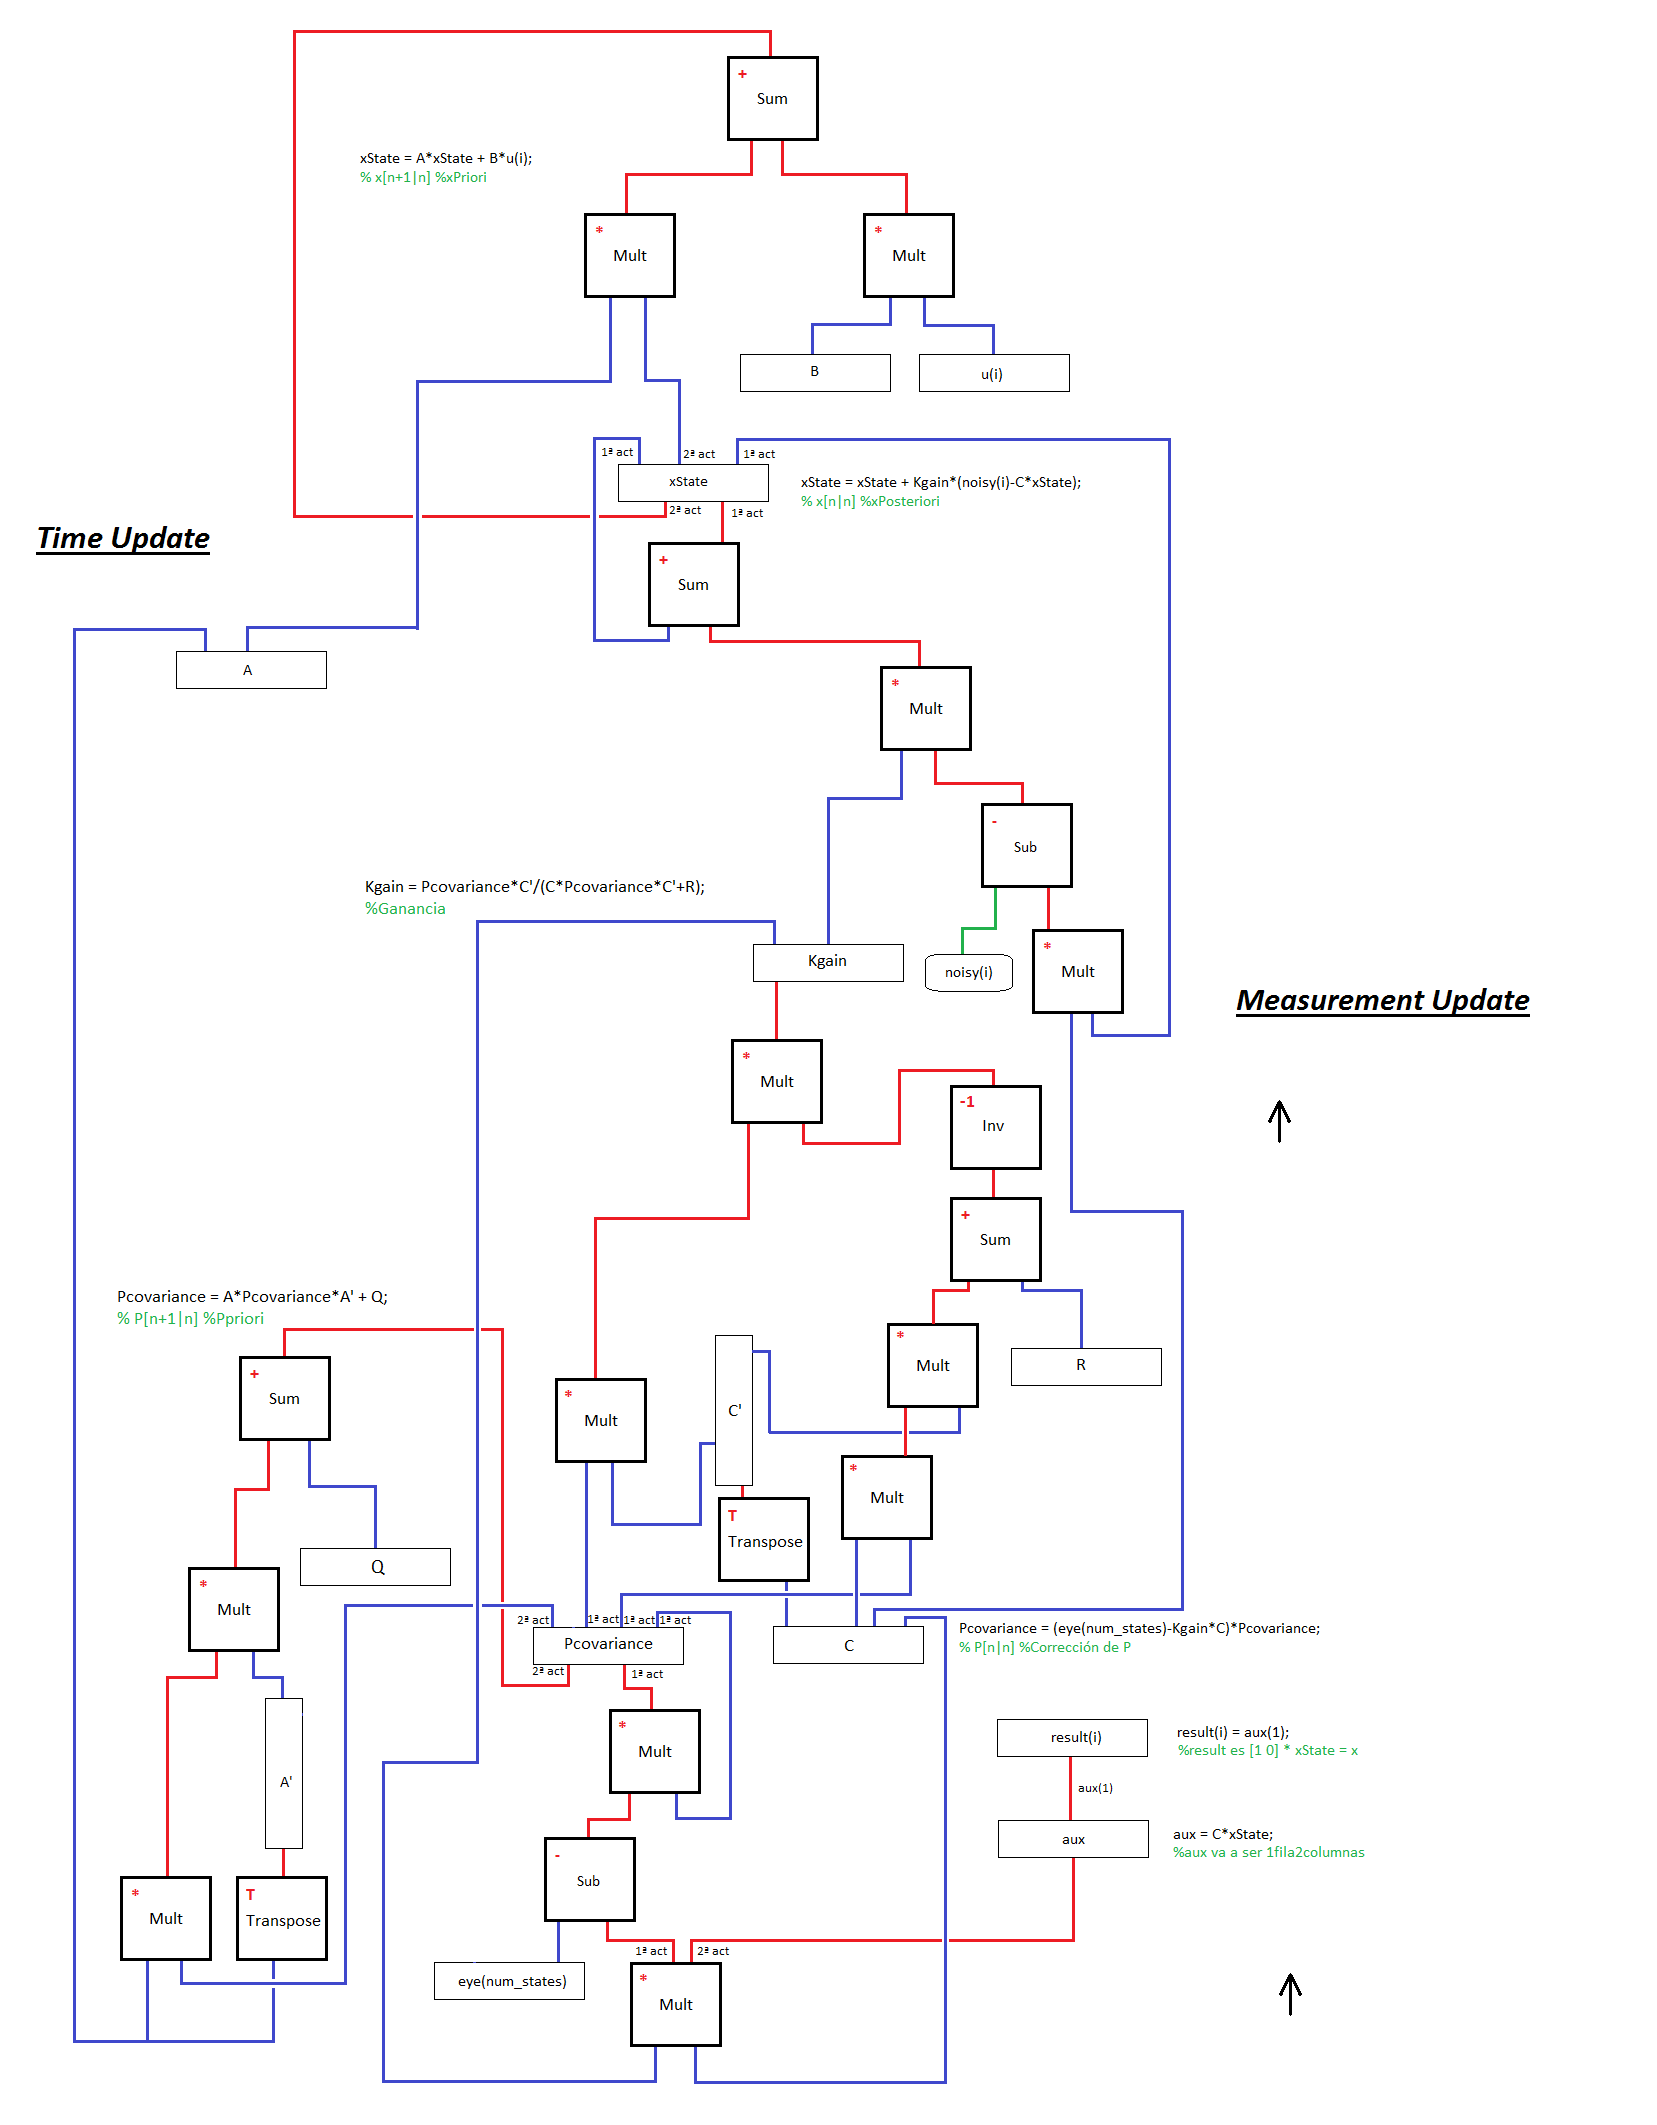 +
Sum
xState = A*xState + B*u(i);
% x[n+1|n] %xPriori
*
Mult
*
Mult
B
u(i)
1ª act
2ª act
1ª act
xState
xState = xState + Kgain*(noisy(i)-C*xState);
% x[n|n] %xPosteriori
2ª act
1ª act
Time Update
+
Sum
A
*
Mult
-
Sub
Kgain = Pcovariance*C'/(C*Pcovariance*C'+R);
%Ganancia
Kgain
noisy(i)
*
Mult
Measurement Update
*
Mult
-1
Inv
+
Sum
Pcovariance = A*Pcovariance*A' + Q;
% P[n+1|n] %Ppriori
+
Sum
*
Mult
C'
*
Mult
R
*
Mult
T
Transpose
Q
*
Mult
2ª act
1ª act
1ª act
1ª act
Pcovariance
C
Pcovariance = (eye(num_states)-Kgain*C)*Pcovariance;
% P[n|n] %Corrección de P
2ª act
1ª act
*
Mult
A'
result(i)
result(i) = aux(1);
%result es [1 0] * xState = x
aux(1)
aux
aux = C*xState;
%aux va a ser 1fila2columnas
*
Mult
T
Transpose
-
Sub
1ª act
2ª act
eye(num_states)
*
Mult